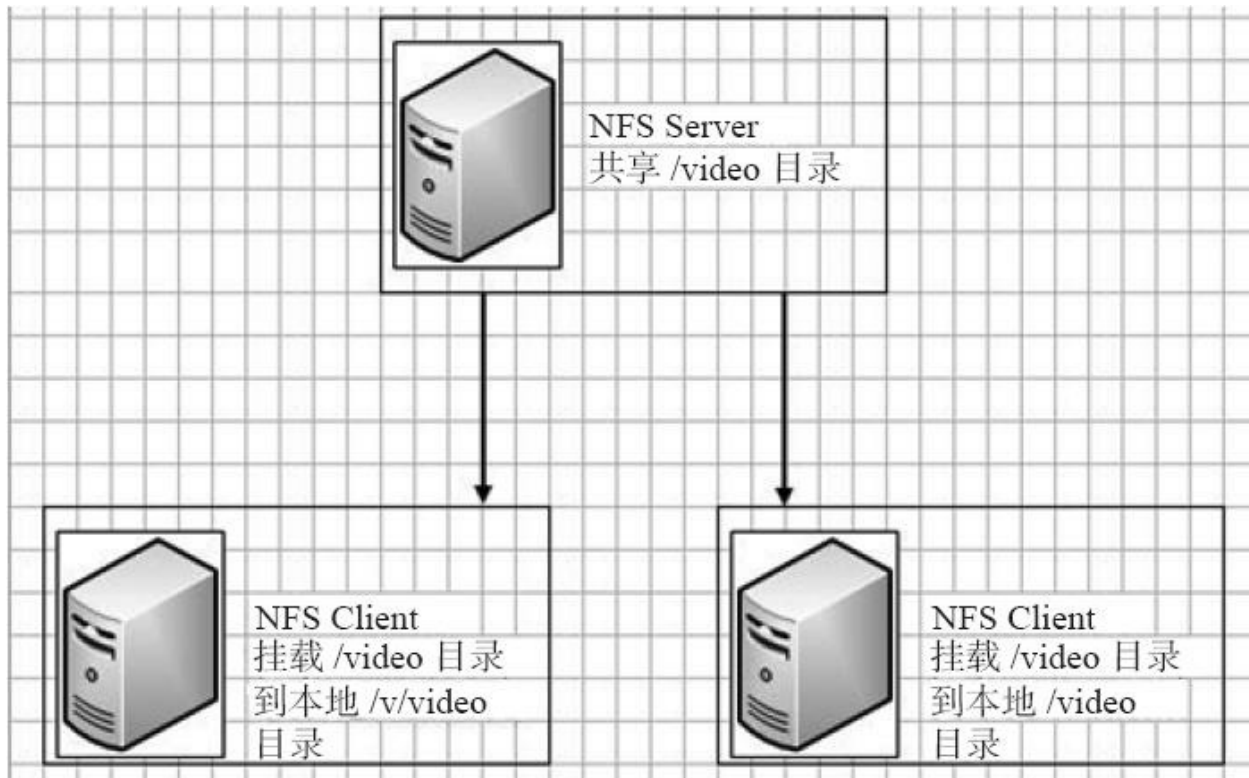 NFS Server
共享 /video 目录
NFS Client
挂载 /video 目录
到本地 /v/video
目录
NFS Client
挂载 /video 目录
到本地 /video
目录